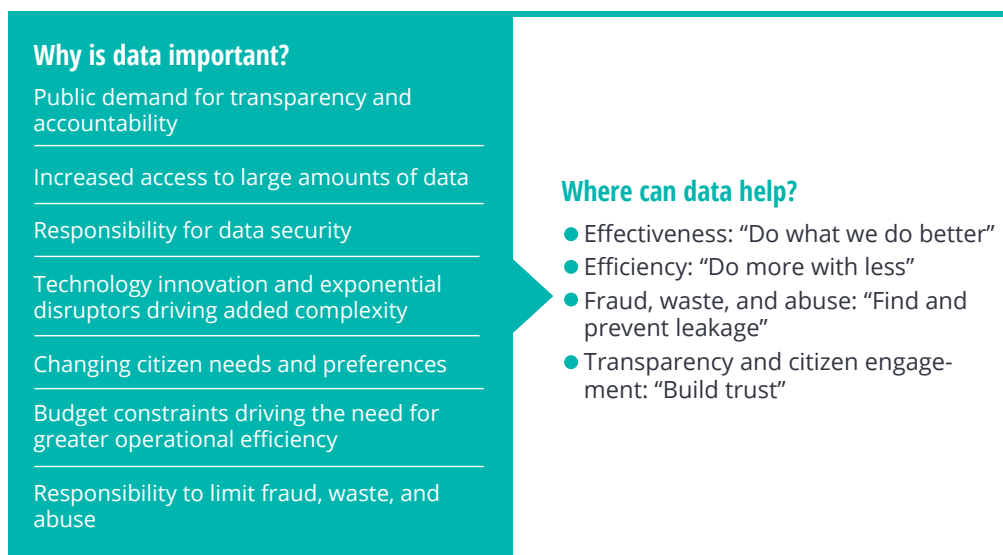 Why is data important?
Public demand for transparency and
accountability
Increased access to large amounts of data
Responsibility for data security
Technology innovation and exponential
disruptors driving added complexity
Changing citizen needs and preferences
Budget constraints driving the need for
greater operational efficiency
Responsibility to limit fraud, waste, and
abuse
Where can data help?
Effectiveness: “Do what we do better”
Efficiency: “Do more with less”
Fraud, waste, and abuse: “Find and
prevent leakage”
Transparency and citizen engage-
ment: “Build trust”